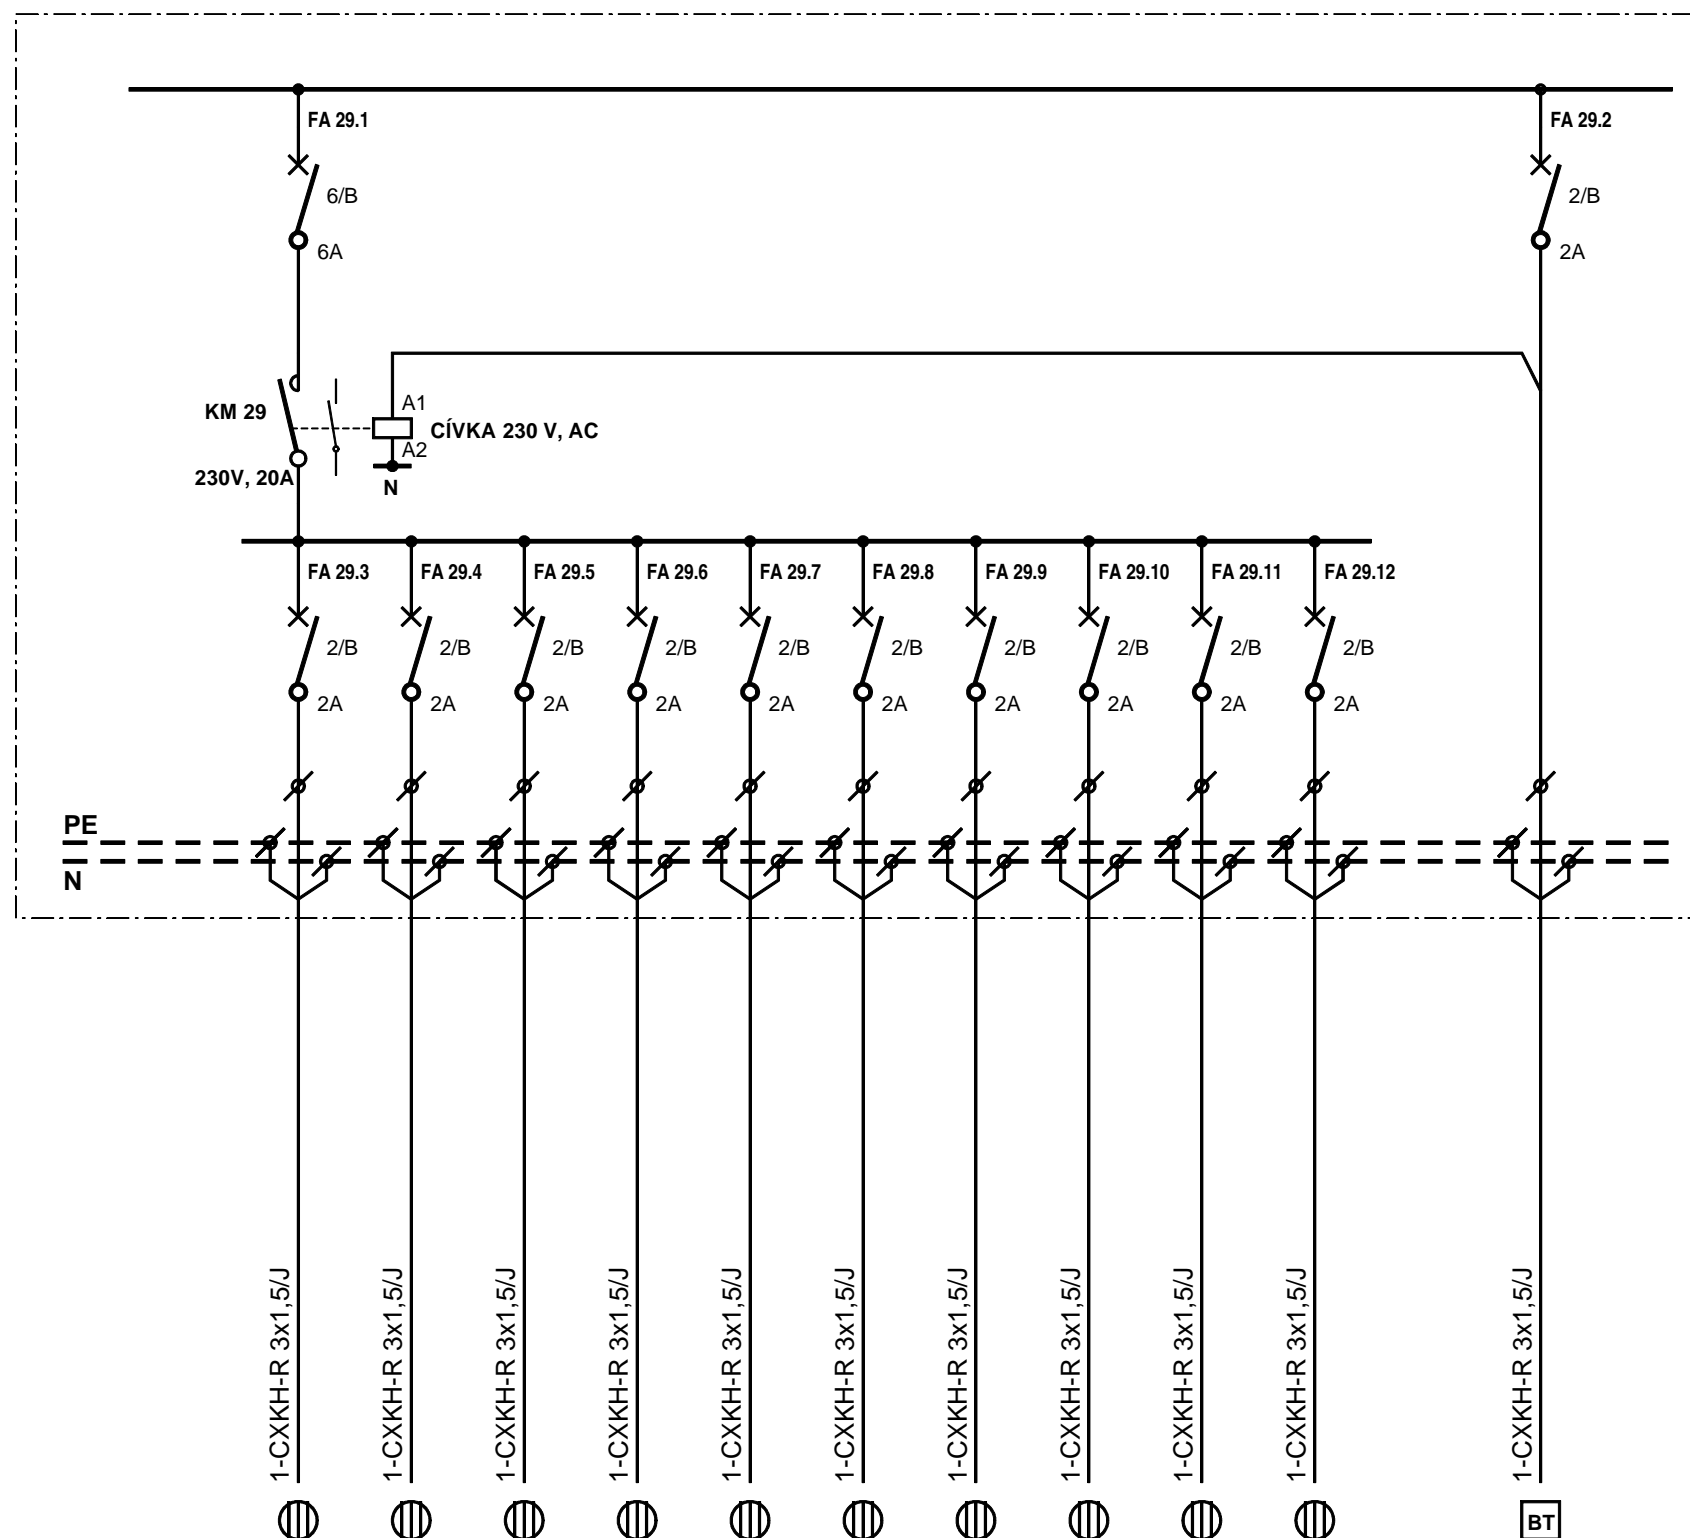 FA 29.1
FA 29.2
6/B
2/B
6A
2A
A1
KM 29
CÍVKA 230 V, AC
A2
230V, 20A
N
FA 29.3
FA 29.4
FA 29.5
FA 29.6
FA 29.7
FA 29.8
FA 29.9
FA 29.10
FA 29.11
FA 29.12
2/B
2/B
2/B
2/B
2/B
2/B
2/B
2/B
2/B
2/B
2A
2A
2A
2A
2A
2A
2A
2A
2A
2A
PE
N
1-CXKH-R 3x1,5/J
1-CXKH-R 3x1,5/J
1-CXKH-R 3x1,5/J
1-CXKH-R 3x1,5/J
1-CXKH-R 3x1,5/J
1-CXKH-R 3x1,5/J
1-CXKH-R 3x1,5/J
1-CXKH-R 3x1,5/J
1-CXKH-R 3x1,5/J
1-CXKH-R 3x1,5/J
1-CXKH-R 3x1,5/J
BT